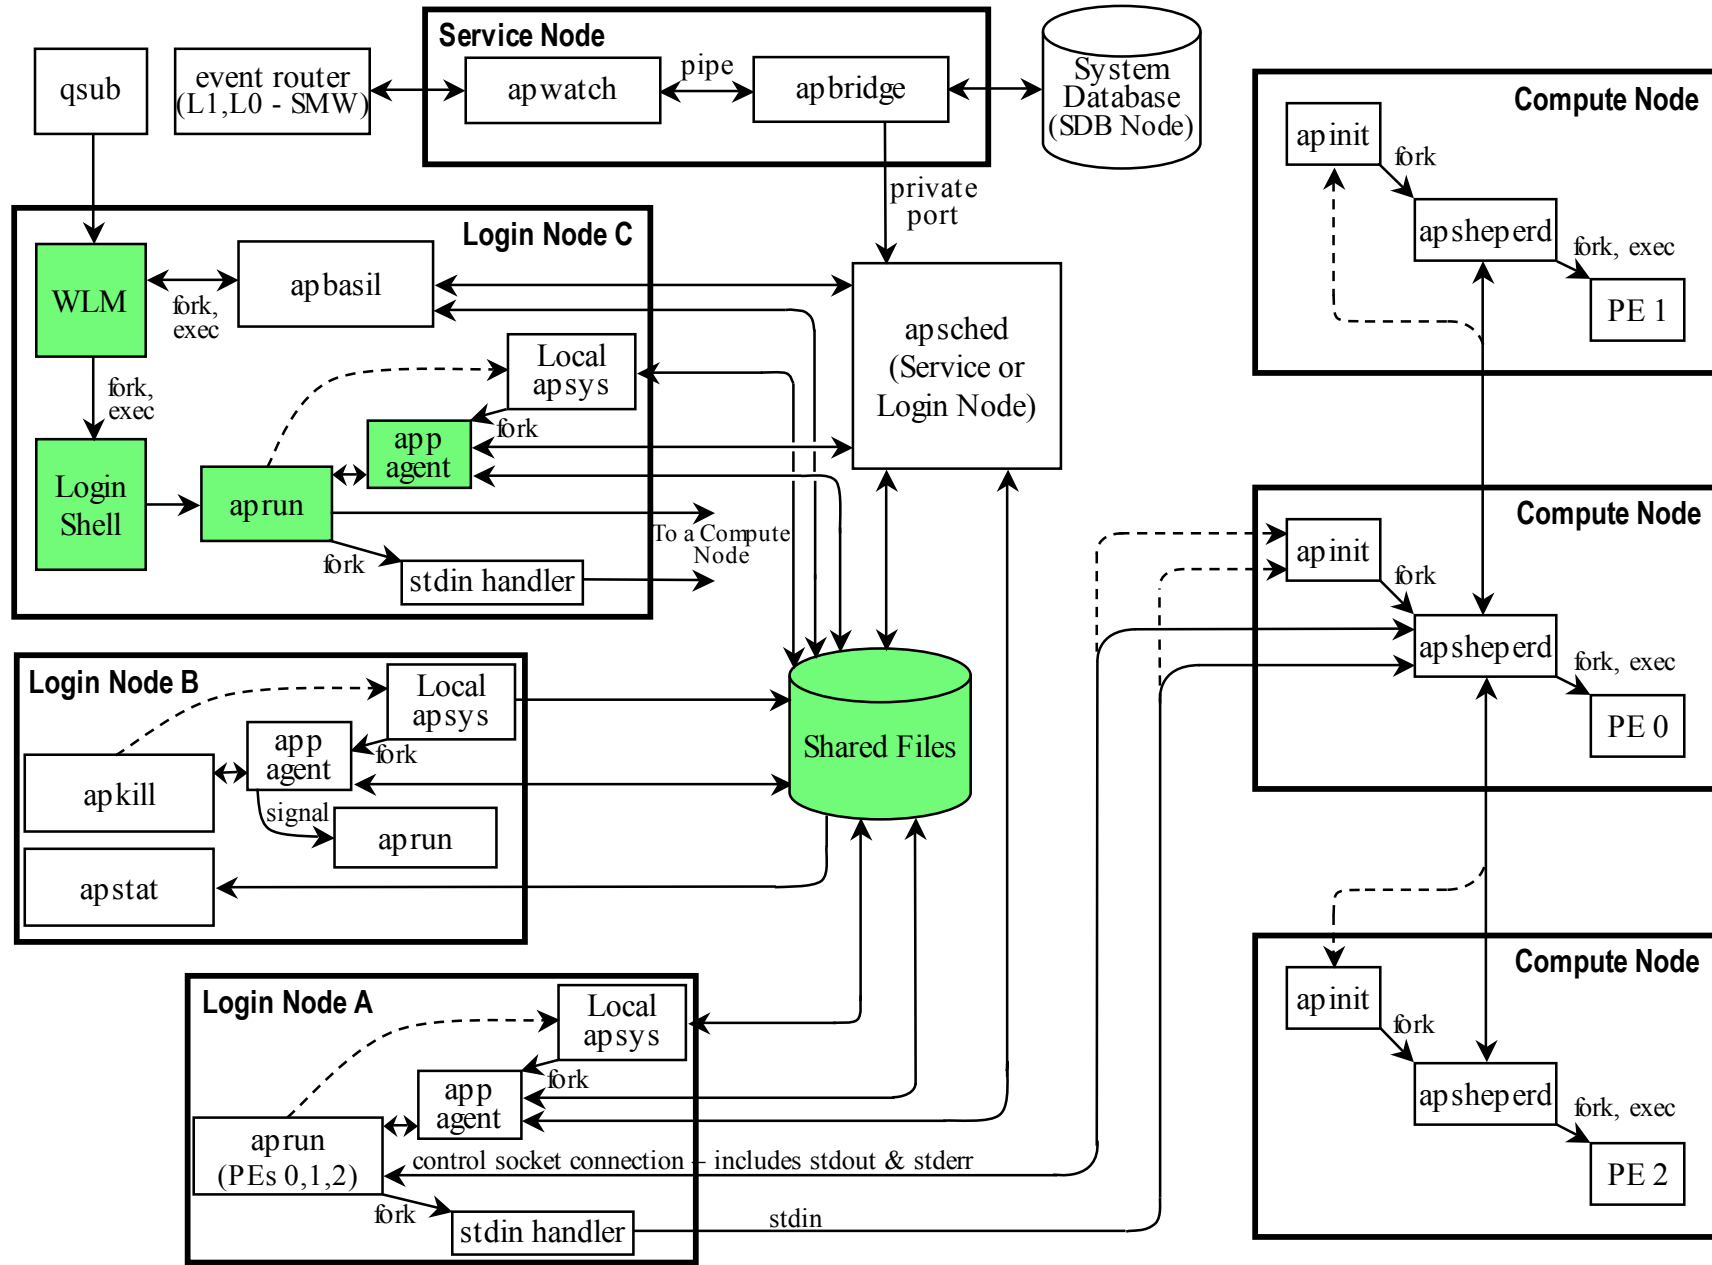 Service Node
qsub
event router
(L1,L0 - SMW)
apwatch
pipe
apbridge
System
Database
(SDB Node)
private
port
Login Node C
WLM
fork,
exec
apbasil
fork,
exec
Local
apsys
fork
app
agent
Login
Shell
aprun
fork
stdin handler
To a Compute
Node
apsched
(Service or
Login Node)
Login Node B
Local
apsys
fork
app
agent
apkill
signal
aprun
apstat
Shared Files
Login Node A
Local
apsys
fork
app
agent
aprun
(PEs 0,1,2)
control socket connection – includes stdout & stderr
fork
stdin handler
stdin
Compute Node
apinit
fork
apsheperd
fork, exec
PE 1
Compute Node
apinit
fork
apsheperd
fork, exec
PE 0
Compute Node
apinit
fork
apsheperd
fork, exec
PE 2